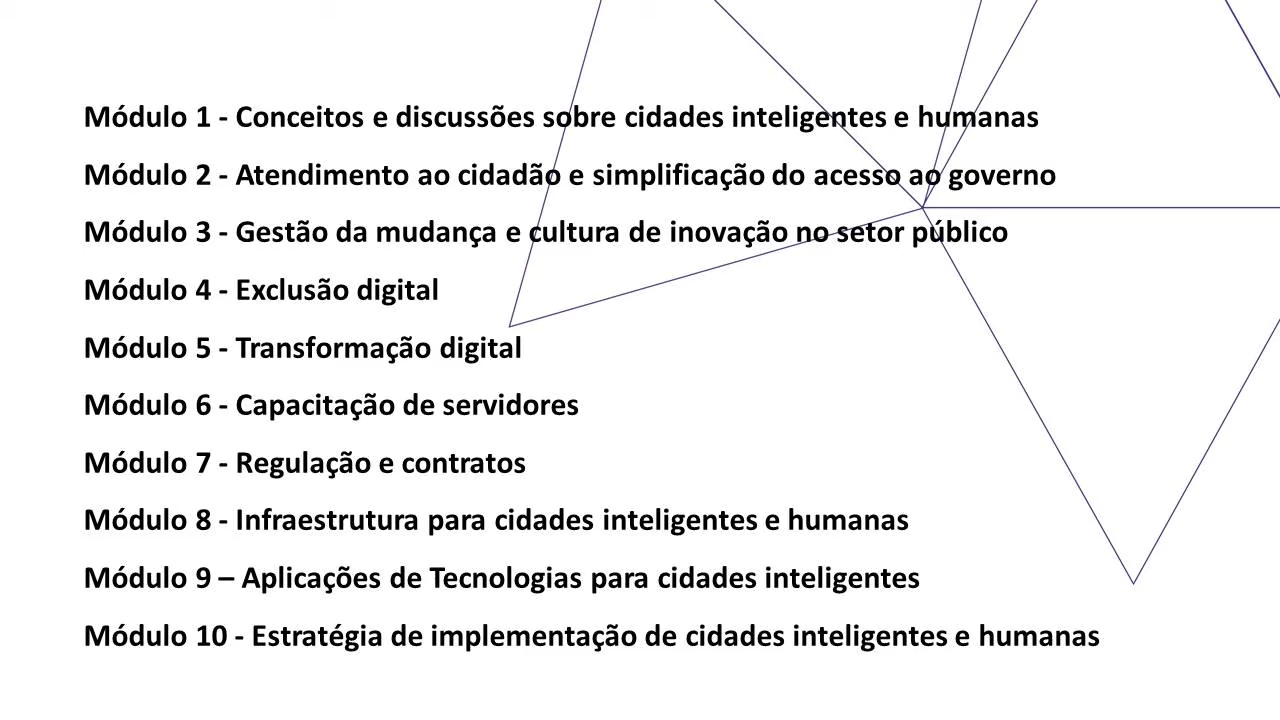 Módulo 1 - Conceitos e discussões sobre cidades inteligentes e humanas
Módulo 2 - Atendimento ao cidadão e simplificação do acesso ao governo
Módulo 3 - Gestão da mudança e cultura de inovação no setor público
Módulo 4 - Exclusão digital
Módulo 5 - Transformação digital
Módulo 6 - Capacitação de servidores
Módulo 7 - Regulação e contratos
Módulo 8 - Infraestrutura para cidades inteligentes e humanas
Módulo 9 – Aplicações de Tecnologias para cidades inteligentes
Módulo 10 - Estratégia de implementação de cidades inteligentes e humanas